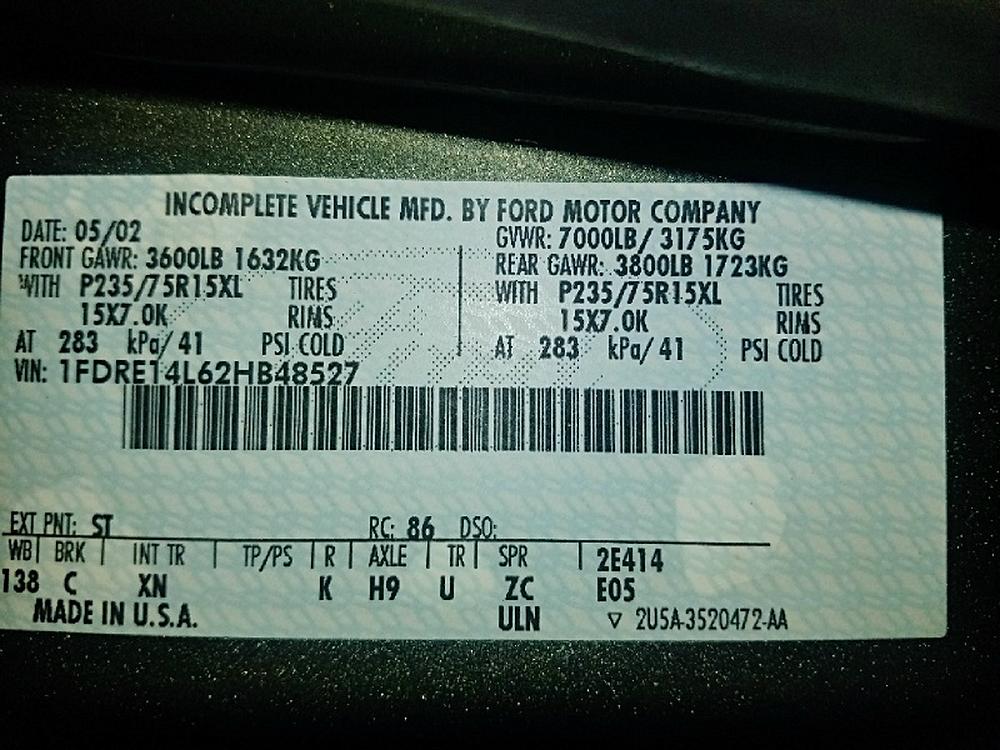 INCOMPLETE VEHICLE MFD. BY FORD MOTOR COMPANY
DATE: 05/02 GVWR: 7000LB/ 3175KG
FRONT GAWR: 3600LB 1632KG REAR GAWR: 3800LB 1723KG
WITH P235/75R15XL TIRES WITH P235/75R15XL TIRES
15X7.0K RIMS 15X7.0K RIMS
AT 283 kPa/ 41 PSI COLD AT 283 kPa/ 41 PSI COLD
VIN: 1FDRE14L62HB48527
EXT PNT: ST RC: 86 DSO:
WB BRK INT TR TP/PS R AXLE TR SPR 2E414
138 C XN K H9 U ZC E05
MADE IN U.S.A. ULN ▽ 2U5A-3520472-AA